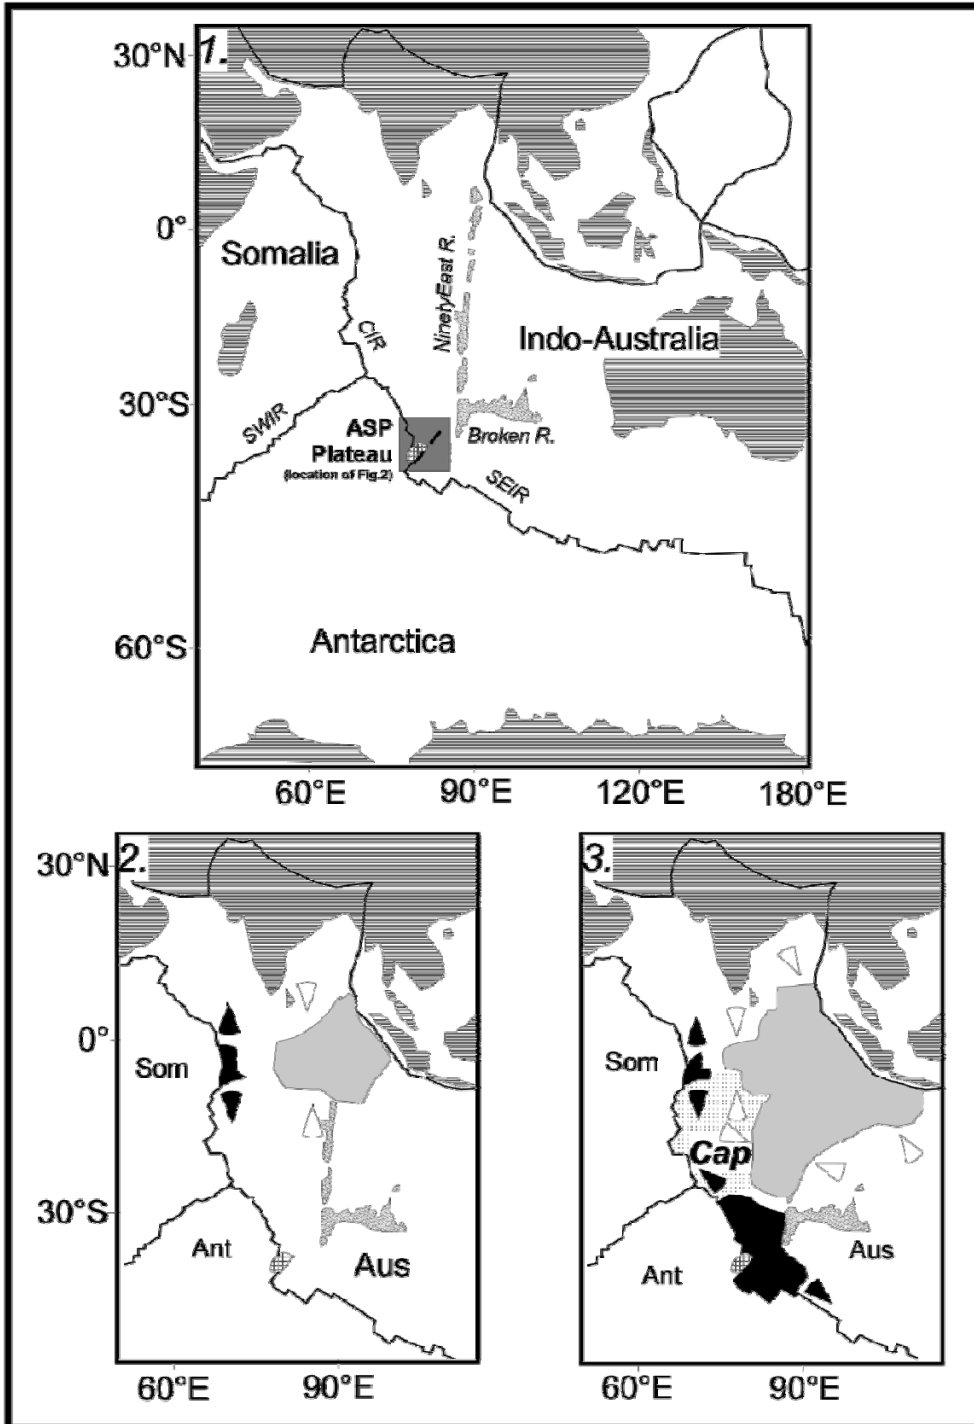 1.
30°N
0°
30°S
60°S
Somalia
CIR
NinetyEast R.
Indo-Australia
SWIR
ASP
Plateau
(location of Fig.2)
Broken R.
SEIR
Antarctica
60°E
90°E
120°E
180°E
2.
30°N
0°
30°S
Som
Ant
Aus
60°E
90°E
3.
Som
Cap
Ant
Aus
60°E
90°E